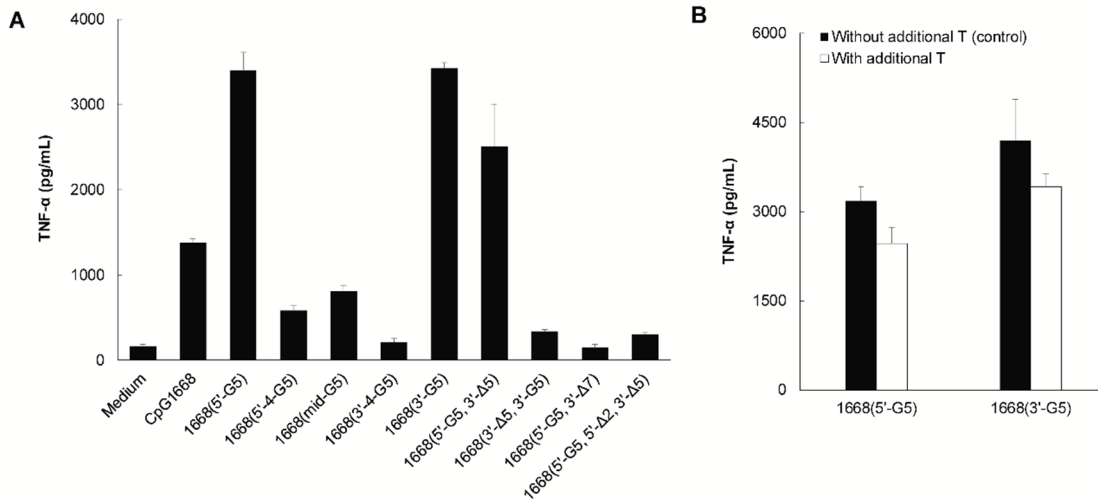 A
TNF-α (pg/mL)
4000
3000
2000
1000
0
Medium
CpG1668
1668(5'-G5)
1668(5'-4-G5)
1668(mid-G5)
1668(3'-4-G5)
1668(3'-G5)
1668(5'-G5, 3'-Δ5)
1668(3'-Δ5, 3'-G5)
1668(5'-G5, 3'-Δ7)
1668(5'-G5, 5'-Δ2, 3'-Δ5)
B
Without additional T (control)
With additional T
TNF-α (pg/mL)
6000
4500
3000
1500
0
1668(5'-G5)
1668(3'-G5)